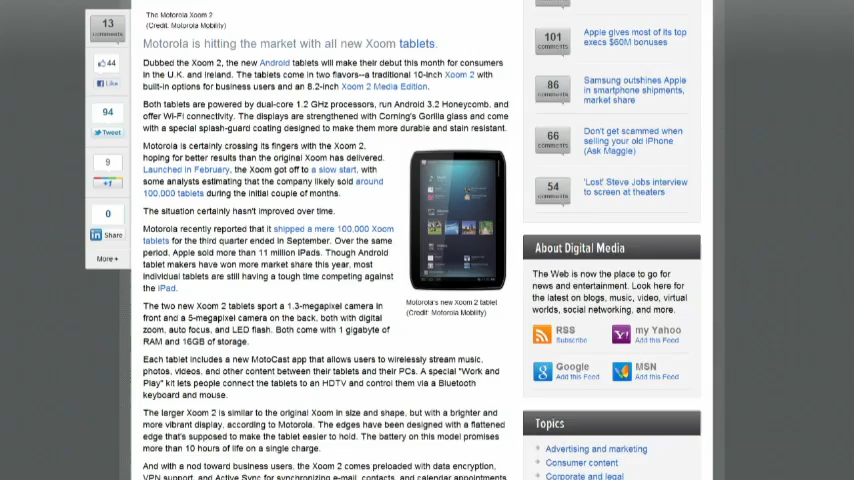 13
comments
44
Like
94
Tweet
9
+1
0
Share
More +
The Motorola Xoom 2
(Credit: Motorola Mobility)
Motorola is hitting the market with all new Xoom tablets.
Dubbed the Xoom 2, the new Android tablets will make their debut this month for consumers
in the U.K. and Ireland. The tablets come in two flavors--a traditional 10-inch Xoom 2 with
built-in options for business users and an 8.2-inch Xoom 2 Media Edition.
Both tablets are powered by dual-core 1.2 GHz processors, run Android 3.2 Honeycomb, and
offer Wi-Fi connectivity. The displays are strengthened with Corning's Gorilla glass and come
with a special splash-guard coating designed to make them more durable and stain resistant.
Motorola is certainly crossing its fingers with the Xoom 2,
hoping for better results than the original Xoom has delivered.
Launched in February, the Xoom got off to a slow start, with
some analysts estimating that the company likely sold around
100,000 tablets during the initial couple of months.
The situation certainly hasn't improved over time.
Motorola recently reported that it shipped a mere 100,000 Xoom
tablets for the third quarter ended in September. Over the same
period, Apple sold more than 11 million iPads. Though Android
tablet makers have won more market share this year, most
individual tablets are still having a tough time competing against
the iPad.
Motorola's new Xoom 2 tablet
(Credit: Motorola Mobility)
The two new Xoom 2 tablets sport a 1.3-megapixel camera in
front and a 5-megapixel camera on the back, both with digital
zoom, auto focus, and LED flash. Both come with 1 gigabyte of
RAM and 16GB of storage.
Each tablet includes a new MotoCast app that allows users to wirelessly stream music,
photos, videos, and other content between their tablets and their PCs. A special "Work and
Play" kit lets people connect the tablets to an HDTV and control them via a Bluetooth
keyboard and mouse.
The larger Xoom 2 is similar to the original Xoom in size and shape, but with a brighter and
more vibrant display, according to Motorola. The edges have been designed with a flattened
edge that's supposed to make the tablet easier to hold. The battery on this model promises
more than 10 hours of life on a single charge.
And with a nod toward business users, the Xoom 2 comes preloaded with data encryption,
VPN support, and Active Sync for synchronizing e-mail, contacts, and calendar appointments
comments
101
comments
Apple gives most of its top
execs $60M bonuses
86
comments
Samsung outshines Apple
in smartphone shipments,
market share
66
comments
Don't get scammed when
selling your old iPhone
(Ask Maggie)
54
comments
'Lost' Steve Jobs interview
to screen at theaters
About Digital Media
The Web is now the place to go for
news and entertainment. Look here for
the latest on blogs, music, video, virtual
worlds, social networking, and more.
RSS
Subscribe
my Yahoo
Add this Feed
Google
Add this Feed
MSN
Add this Feed
Topics
Advertising and marketing
Consumer content
Corporate and legal